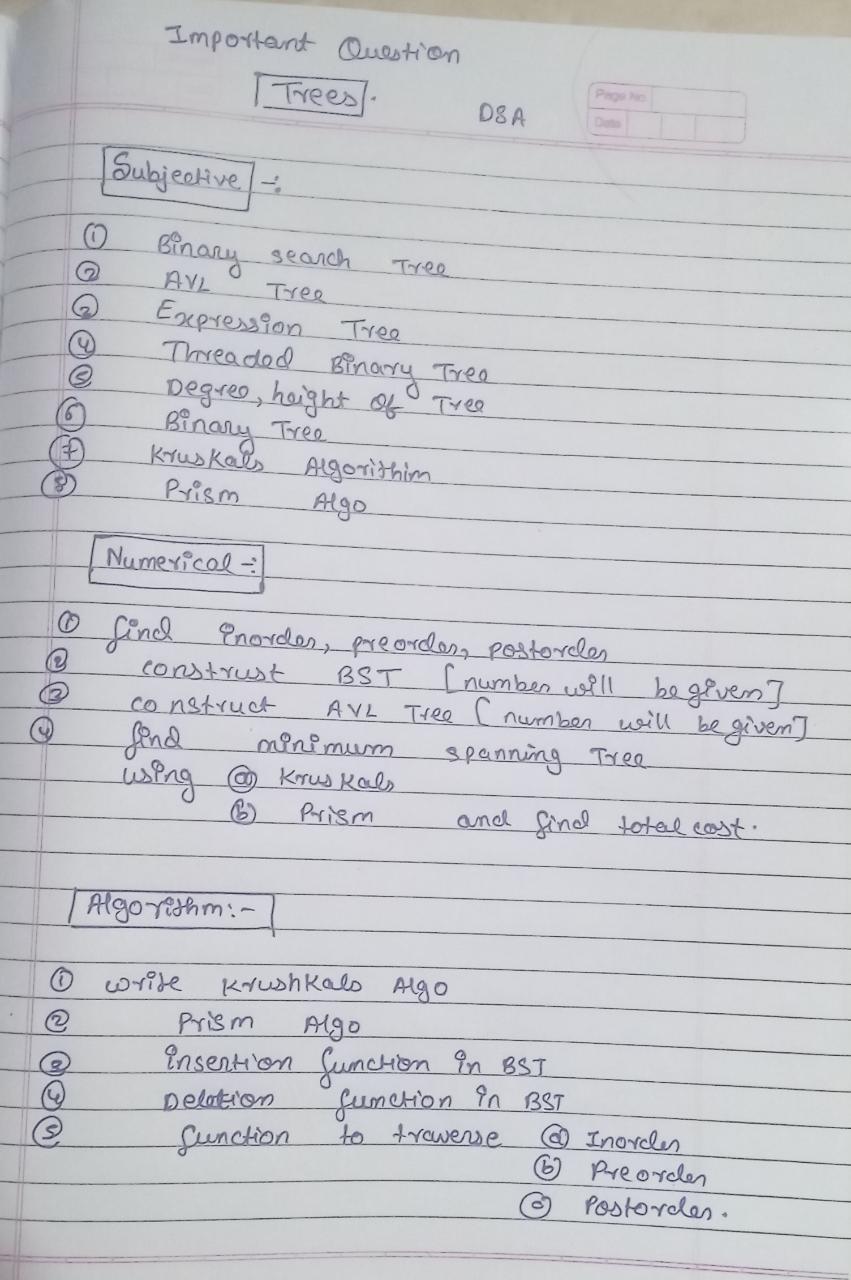 Important Question
Trees.
DSA
Page No.
Date
Subjective -:
① Binary search Tree
② AVL Tree
③ Expression Tree
④ Threaded Binary Tree
⑤ Degree, height of Tree
⑥ Binary Tree
⑦ Kruskals Algorithim
⑧ Prism Algo
Numerical -:
① find inorder, preorder, postorder
② construst BST [number will be given]
③ construct AVL Tree [number will be given]
④ find minimum spanning Tree
using ⓐ Kruskals
ⓑ Prism and find total cost.
Algorithm:-
① write Krushkals Algo
② Prism Algo
③ insertion function in BST
④ Deletion function in BST
⑤ function to traverse ⓐ Inorder
ⓑ Preorder
ⓒ Postorder.